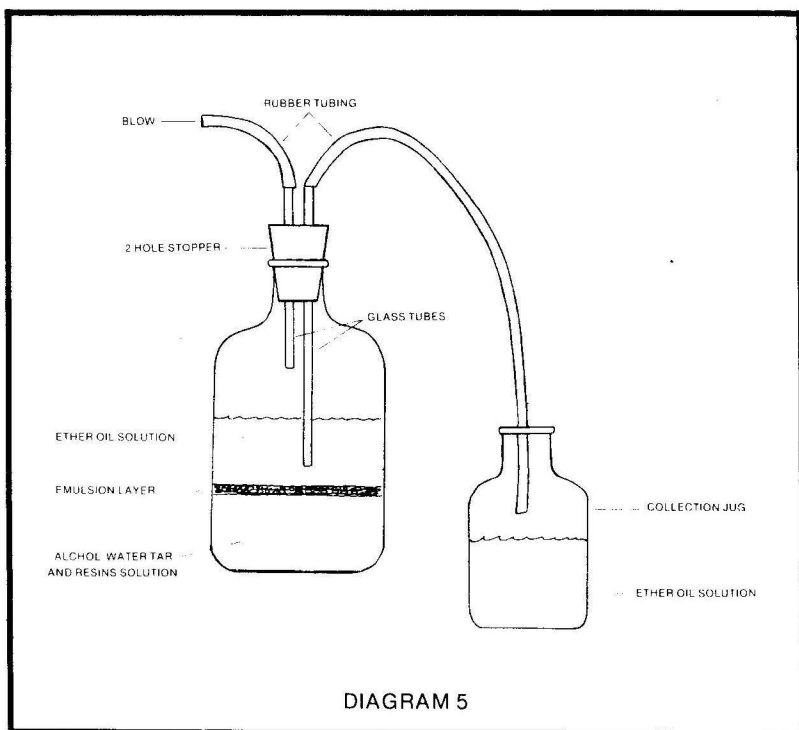 RUBBER TUBING
BLOW
2 HOLE STOPPER
GLASS TUBES
ETHER OIL SOLUTION
EMULSION LAYER
COLLECTION JUG
ALCHOL WATER TAR
AND RESINS SOLUTION
ETHER OIL SOLUTION
DIAGRAM 5